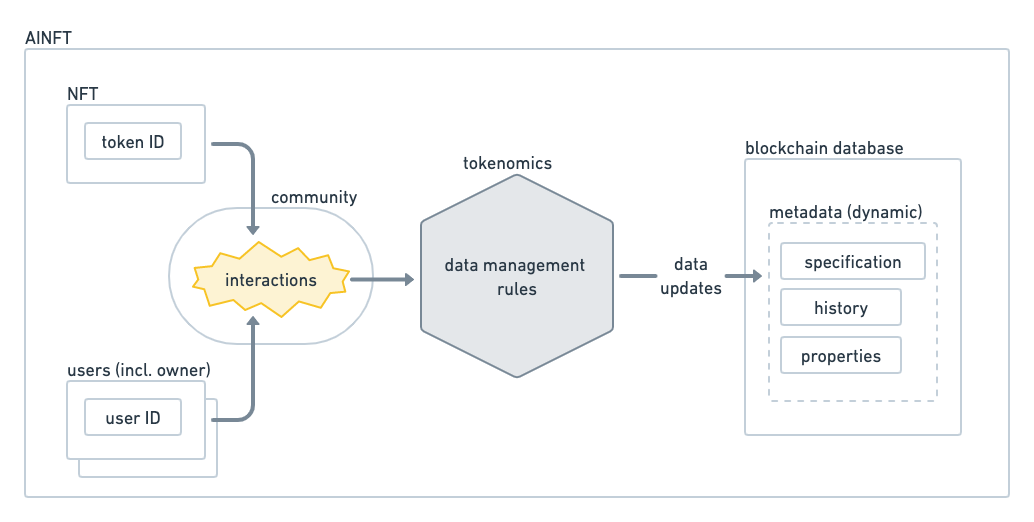 AINFT
NFT
token ID
community
interactions
users (incl. owner)
user ID
tokenomics
data management
rules
data
updates
blockchain database
metadata (dynamic)
specification
history
properties